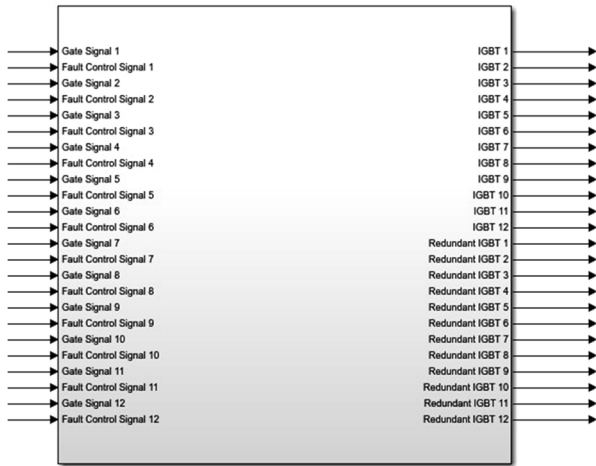 Gate Signal 1
Fault Control Signal 1
Gate Signal 2
Fault Control Signal 2
Gate Signal 3
Fault Control Signal 3
Gate Signal 4
Fault Control Signal 4
Gate Signal 5
Fault Control Signal 5
Gate Signal 6
Fault Control Signal 6
Gate Signal 7
Fault Control Signal 7
Gate Signal 8
Fault Control Signal 8
Gate Signal 9
Fault Control Signal 9
Gate Signal 10
Fault Control Signal 10
Gate Signal 11
Fault Control Signal 11
Gate Signal 12
Fault Control Signal 12
IGBT 1
IGBT 2
IGBT 3
IGBT 4
IGBT 5
IGBT 6
IGBT 7
IGBT 8
IGBT 9
IGBT 10
IGBT 11
IGBT 12
Redundant IGBT 1
Redundant IGBT 2
Redundant IGBT 3
Redundant IGBT 4
Redundant IGBT 5
Redundant IGBT 6
Redundant IGBT 7
Redundant IGBT 8
Redundant IGBT 9
Redundant IGBT 10
Redundant IGBT 11
Redundant IGBT 12